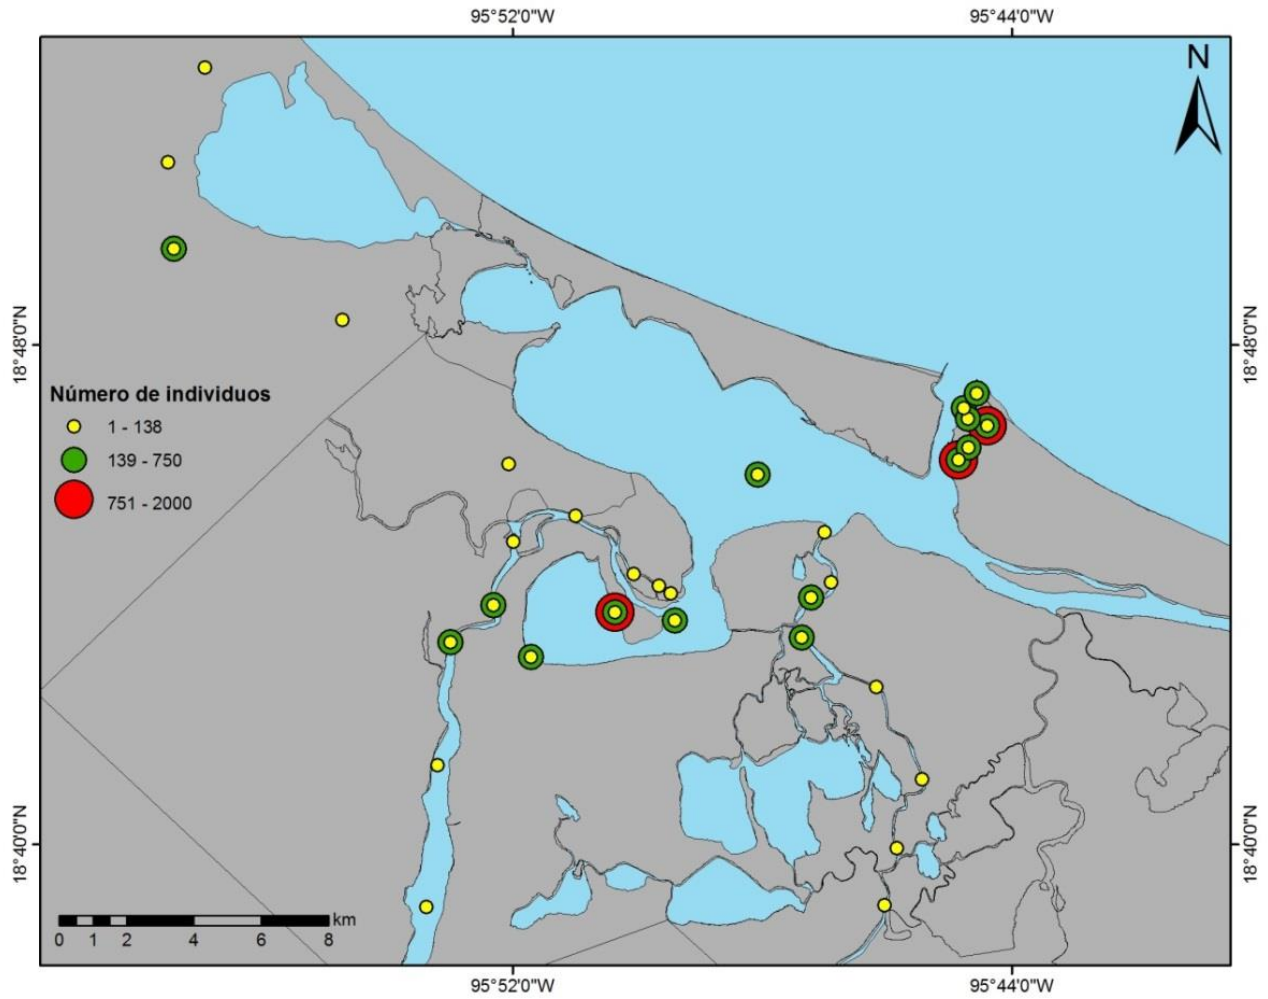 95°52'0"W
95°44'0"W
N
18°48'0"N
18°48'0"N
Número de individuos
1 - 138
139 - 750
751 - 2000
18°40'0"N
18°40'0"N
km
0 1 2 4 6 8
95°52'0"W
95°44'0"W